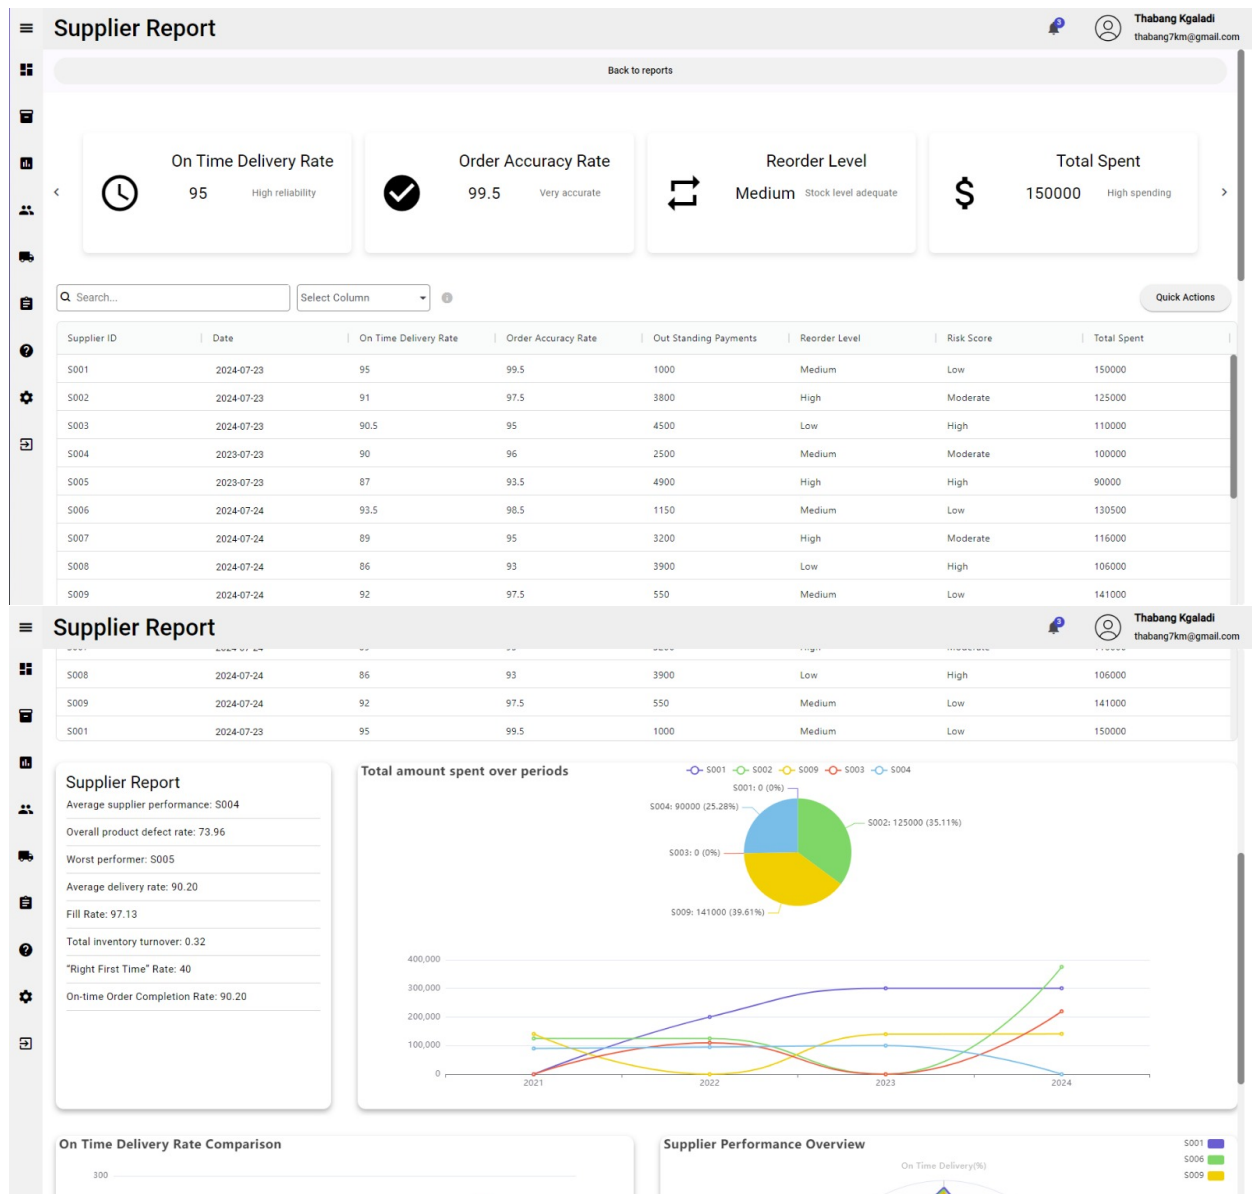 Supplier Report
3
Thabang Kgaladi
thabang7km@gmail.com
Back to reports
On Time Delivery Rate
95 High reliability
Order Accuracy Rate
99.5 Very accurate
Reorder Level
Medium Stock level adequate
Total Spent
150000 High spending
Search...
Select Column
Quick Actions
Supplier ID Date On Time Delivery Rate Order Accuracy Rate Out Standing Payments Reorder Level Risk Score Total Spent
S001 2024-07-23 95 99.5 1000 Medium Low 150000
S002 2024-07-23 91 97.5 3800 High Moderate 125000
S003 2024-07-23 90.5 95 4500 Low High 110000
S004 2023-07-23 90 96 2500 Medium Moderate 100000
S005 2023-07-23 87 93.5 4900 High High 90000
S006 2024-07-24 93.5 98.5 1150 Medium Low 130500
S007 2024-07-24 89 95 3200 High Moderate 116000
S008 2024-07-24 86 93 3900 Low High 106000
S009 2024-07-24 92 97.5 550 Medium Low 141000
Supplier Report
3
Thabang Kgaladi
thabang7km@gmail.com
S008 2024-07-24 86 93 3900 Low High 106000
S009 2024-07-24 92 97.5 550 Medium Low 141000
S001 2024-07-23 95 99.5 1000 Medium Low 150000
Supplier Report
Average supplier performance: S004
Overall product defect rate: 73.96
Worst performer: S005
Average delivery rate: 90.20
Fill Rate: 97.13
Total inventory turnover: 0.32
"Right First Time" Rate: 40
On-time Order Completion Rate: 90.20
Total amount spent over periods
S001 S002 S009 S003 S004
S001: 0 (0%)
S004: 90000 (25.28%)
S002: 125000 (35.11%)
S003: 0 (0%)
S009: 141000 (39.61%)
400,000
300,000
200,000
100,000
0
2021 2022 2023 2024
On Time Delivery Rate Comparison
300
Supplier Performance Overview
On Time Delivery(%)
S001
S006
S009